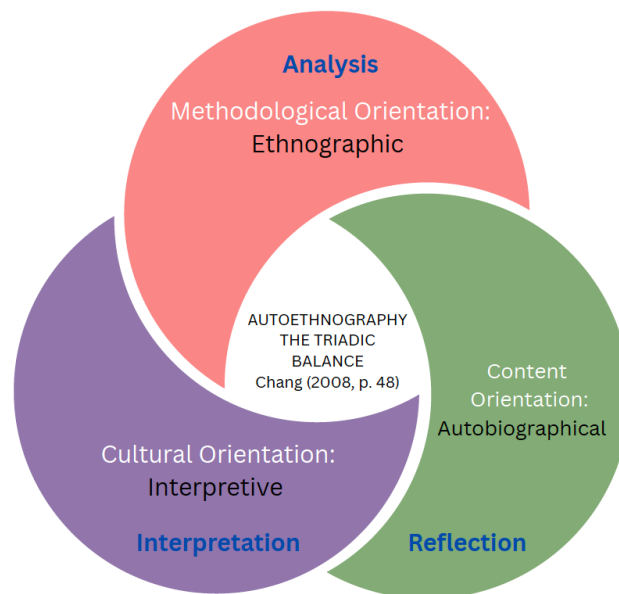 Analysis
Methodological Orientation:
Ethnographic
AUTOETHNOGRAPHY
THE TRIADIC
BALANCE
Chang (2008, p. 48)
Content
Orientation:
Autobiographical
Cultural Orientation:
Interpretive
Interpretation
Reflection